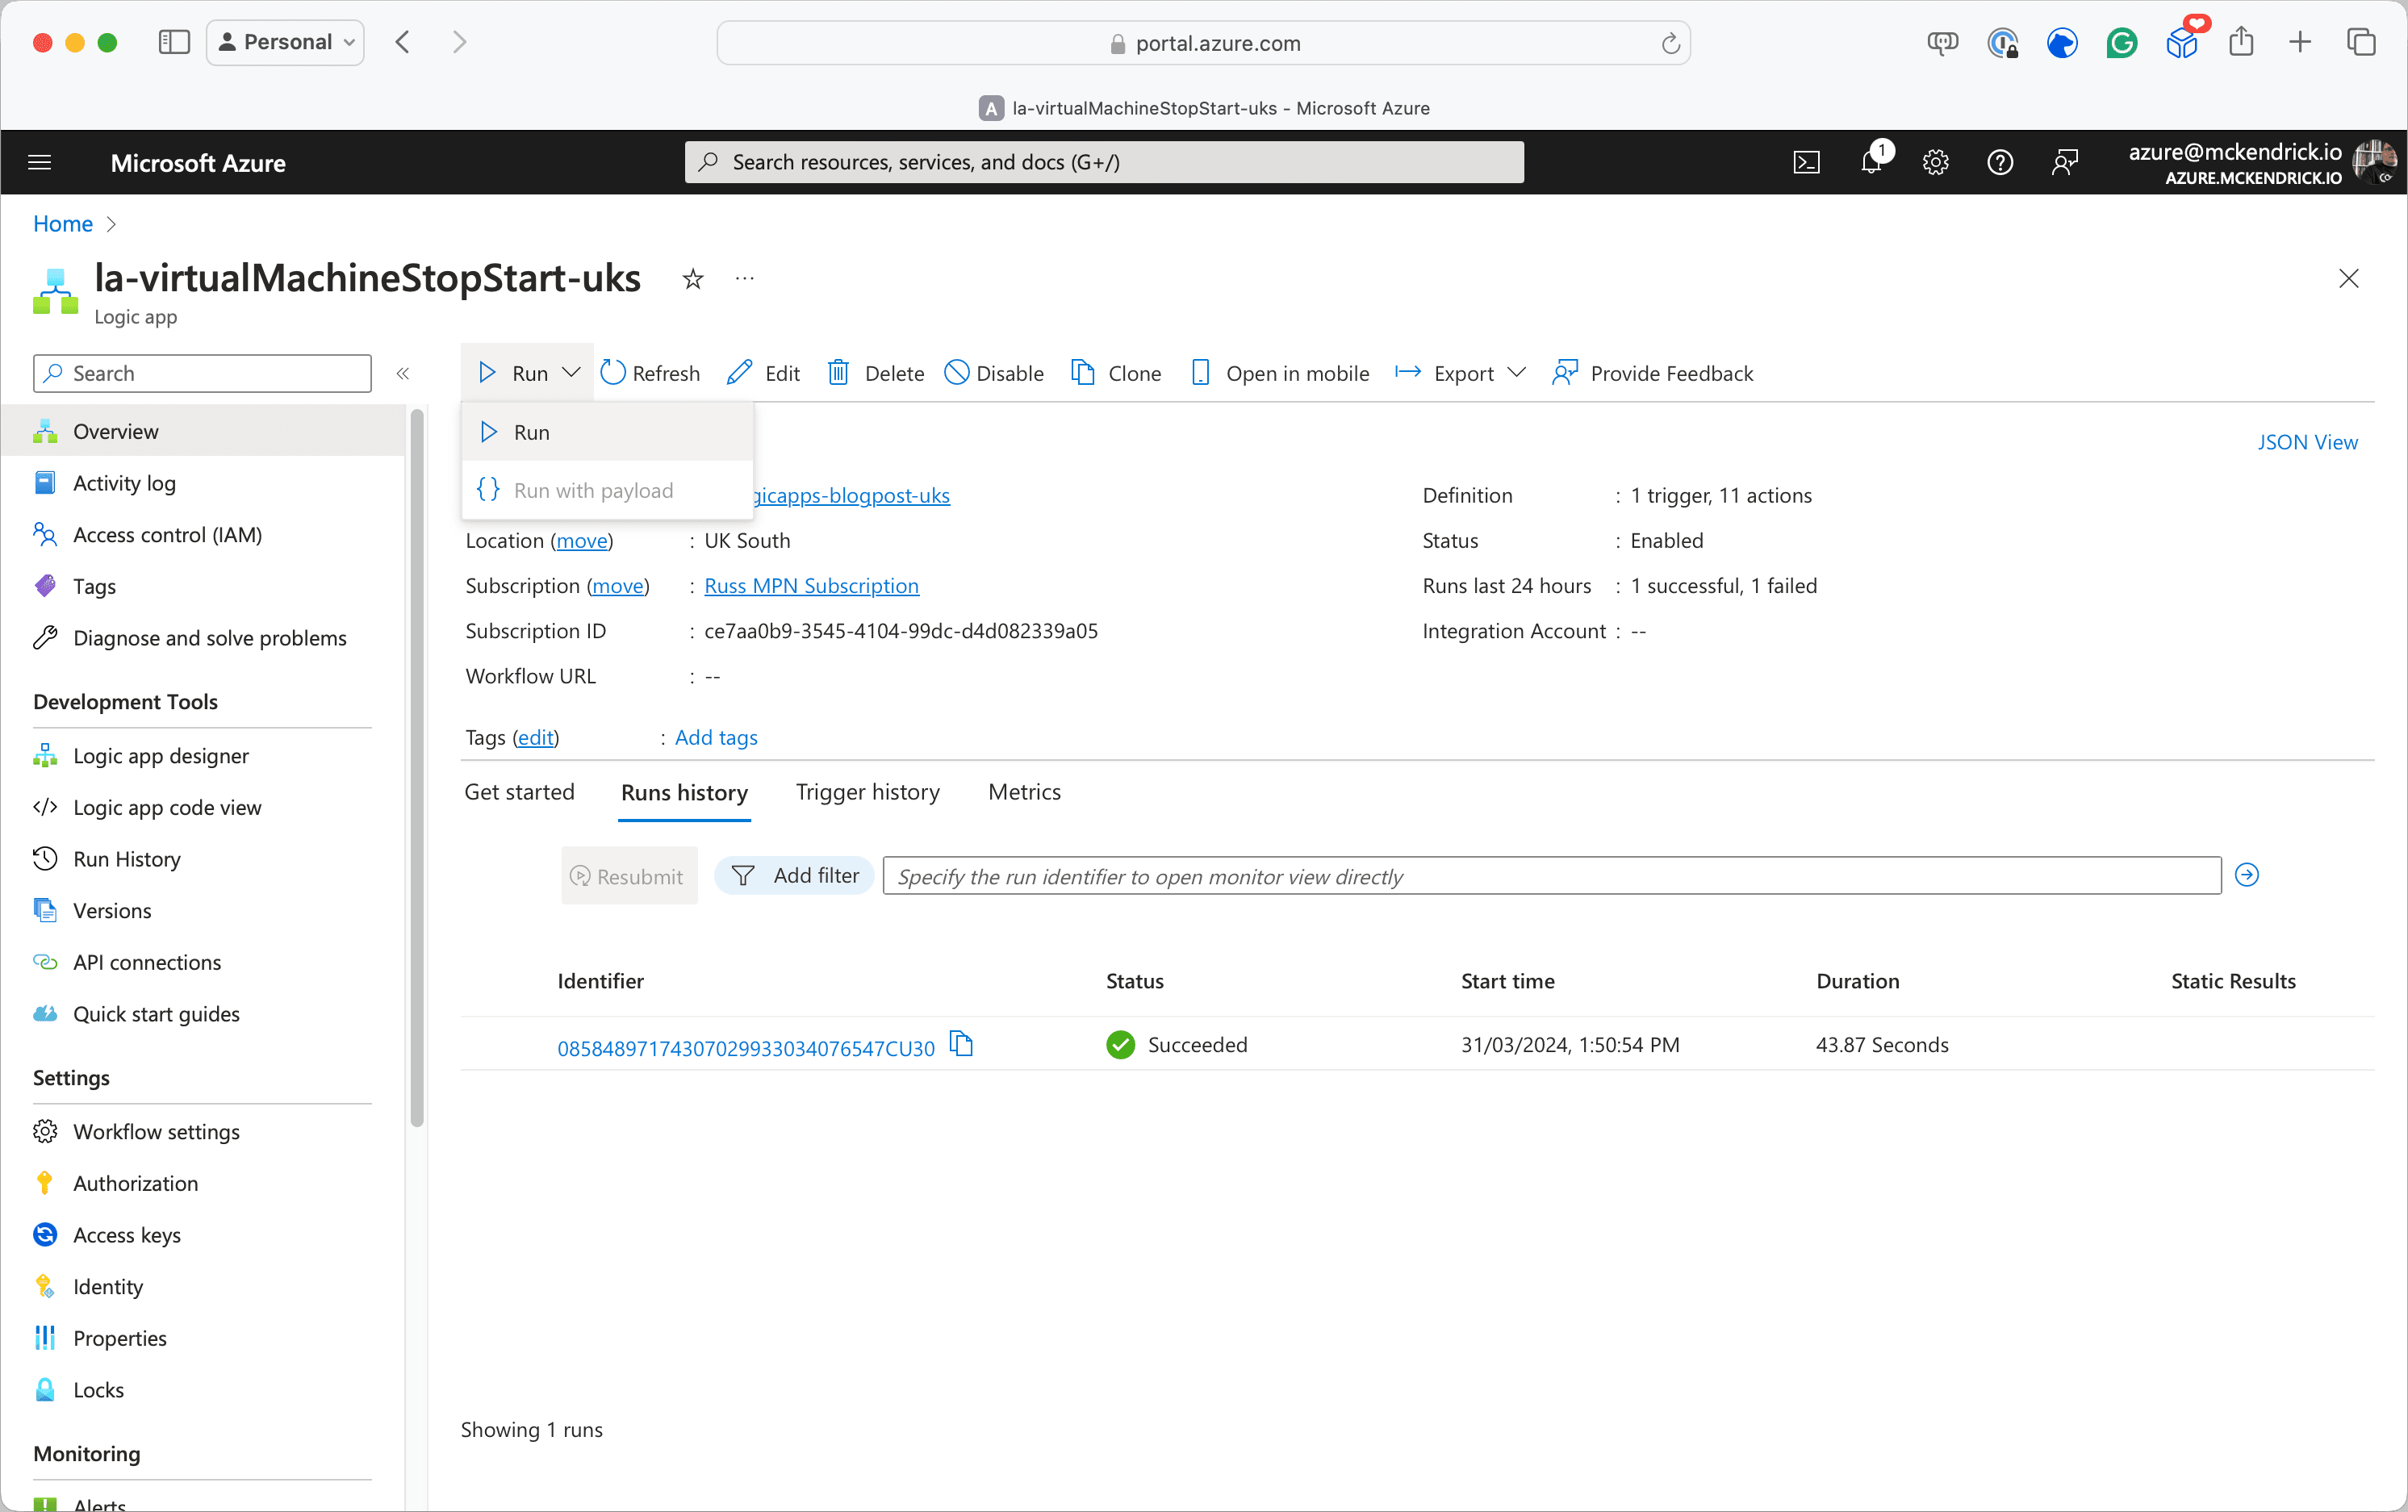 Personal
portal.azure.com
A la-virtualMachineStopStart-uks - Microsoft Azure
Microsoft Azure
Search resources, services, and docs (G+/)
1
azure@mckendrick.io
AZURE.MCKENDRICK.IO
Home
la-virtualMachineStopStart-uks
Logic app
Search
Run Refresh Edit Delete Disable Clone Open in mobile Export Provide Feedback
Run
Run with payload
JSON View
gicapps-blogpost-uks
Location (move) : UK South
Subscription (move) : Russ MPN Subscription
Subscription ID : ce7aa0b9-3545-4104-99dc-d4d082339a05
Workflow URL : --
Tags (edit) : Add tags
Definition : 1 trigger, 11 actions
Status : Enabled
Runs last 24 hours : 1 successful, 1 failed
Integration Account : --
Overview
Activity log
Access control (IAM)
Tags
Diagnose and solve problems
Development Tools
Logic app designer
Logic app code view
Run History
Versions
API connections
Quick start guides
Settings
Workflow settings
Authorization
Access keys
Identity
Properties
Locks
Monitoring
Alerts
Get started Runs history Trigger history Metrics
Resubmit Add filter Specify the run identifier to open monitor view directly
Identifier Status Start time Duration Static Results
08584897174307029933034076547CU30 Succeeded 31/03/2024, 1:50:54 PM 43.87 Seconds
Showing 1 runs